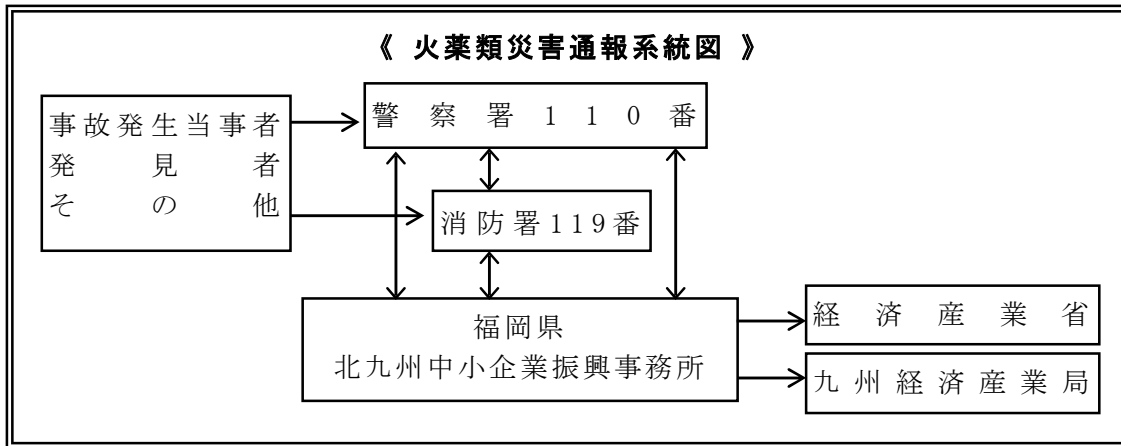 《 火薬類災害通報系統図 》
事故発生当事者
発見者
その他
警察署110番
消防署119番
福岡県
北九州中小企業振興事務所
経済産業省
九州経済産業局